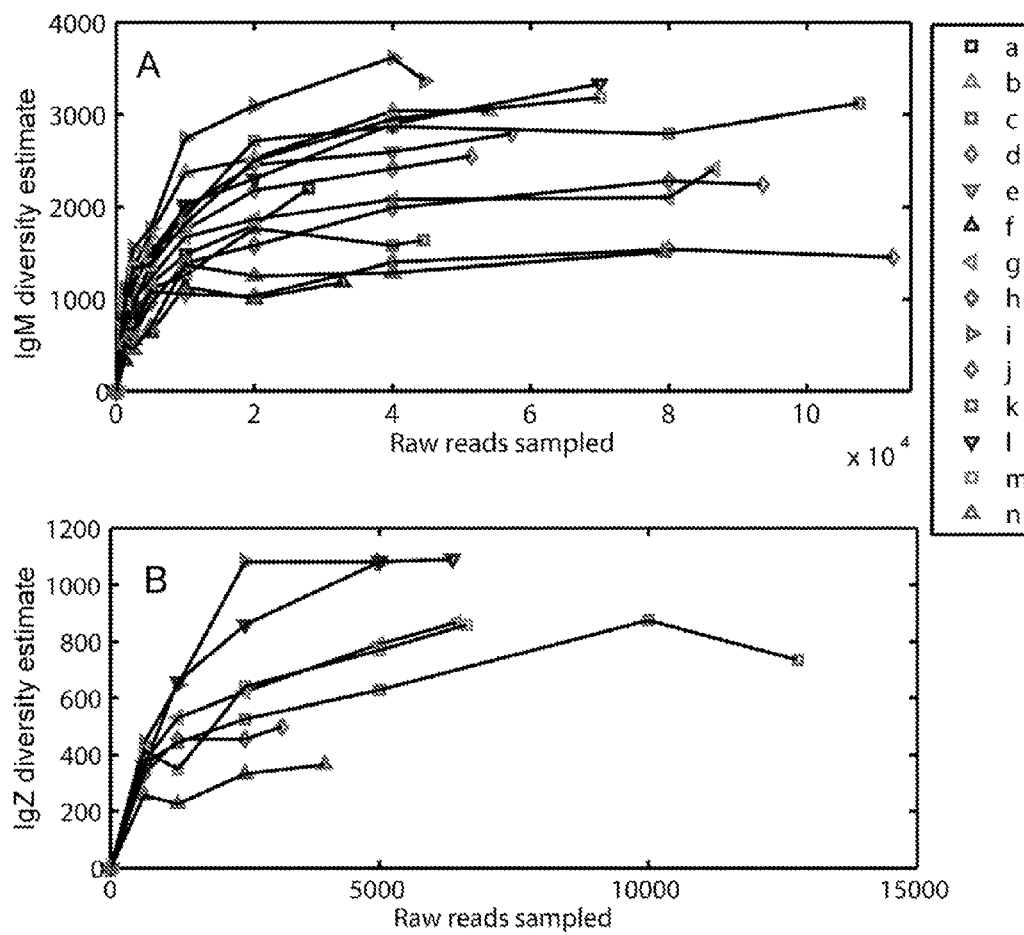 A
IgM diversity estimate
4000
3000
2000
1000
0
0 2 4 6 8 10
Raw reads sampled
x 10 4
a
b
c
d
e
f
g
h
i
j
k
l
m
n
B
IgZ diversity estimate
1200
1000
800
600
400
200
0
0 5000 10000 15000
Raw reads sampled